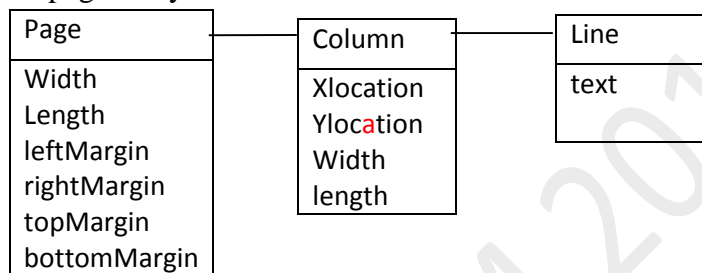 Page
Width
Length
leftMargin
rightMargin
topMargin
bottomMargin
Column
Xlocation
Ylocation
Width
length
Line
text